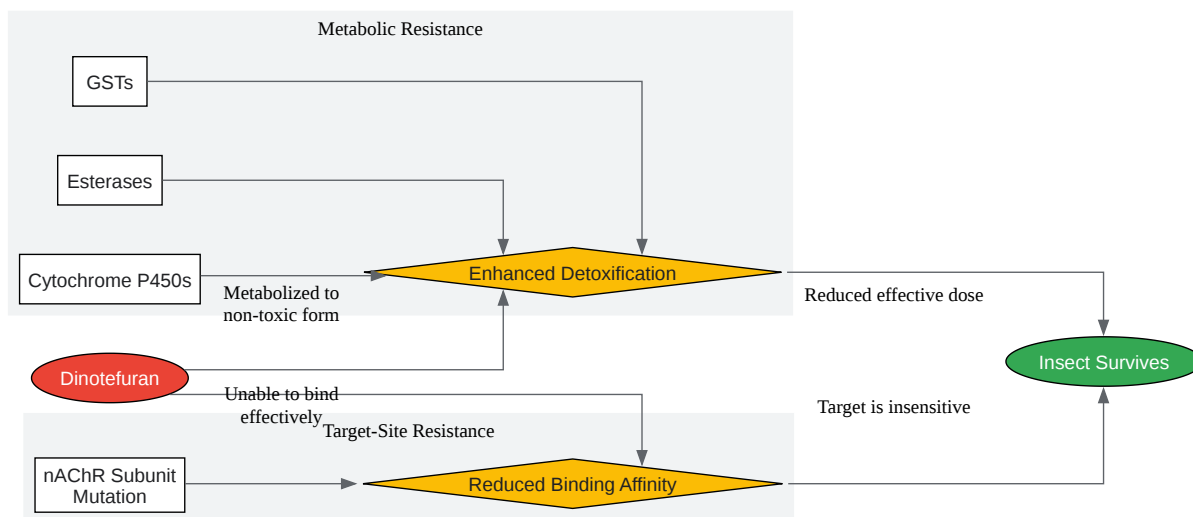 Metabolic Resistance
GSTs
Esterases
Cytochrome P450s
Enhanced Detoxification
Metabolized to
non-toxic form
Reduced effective dose
Dinotefuran
Insect Survives
Unable to bind
effectively
Target is insensitive
Target-Site Resistance
nAChR Subunit
Mutation
Reduced Binding Affinity